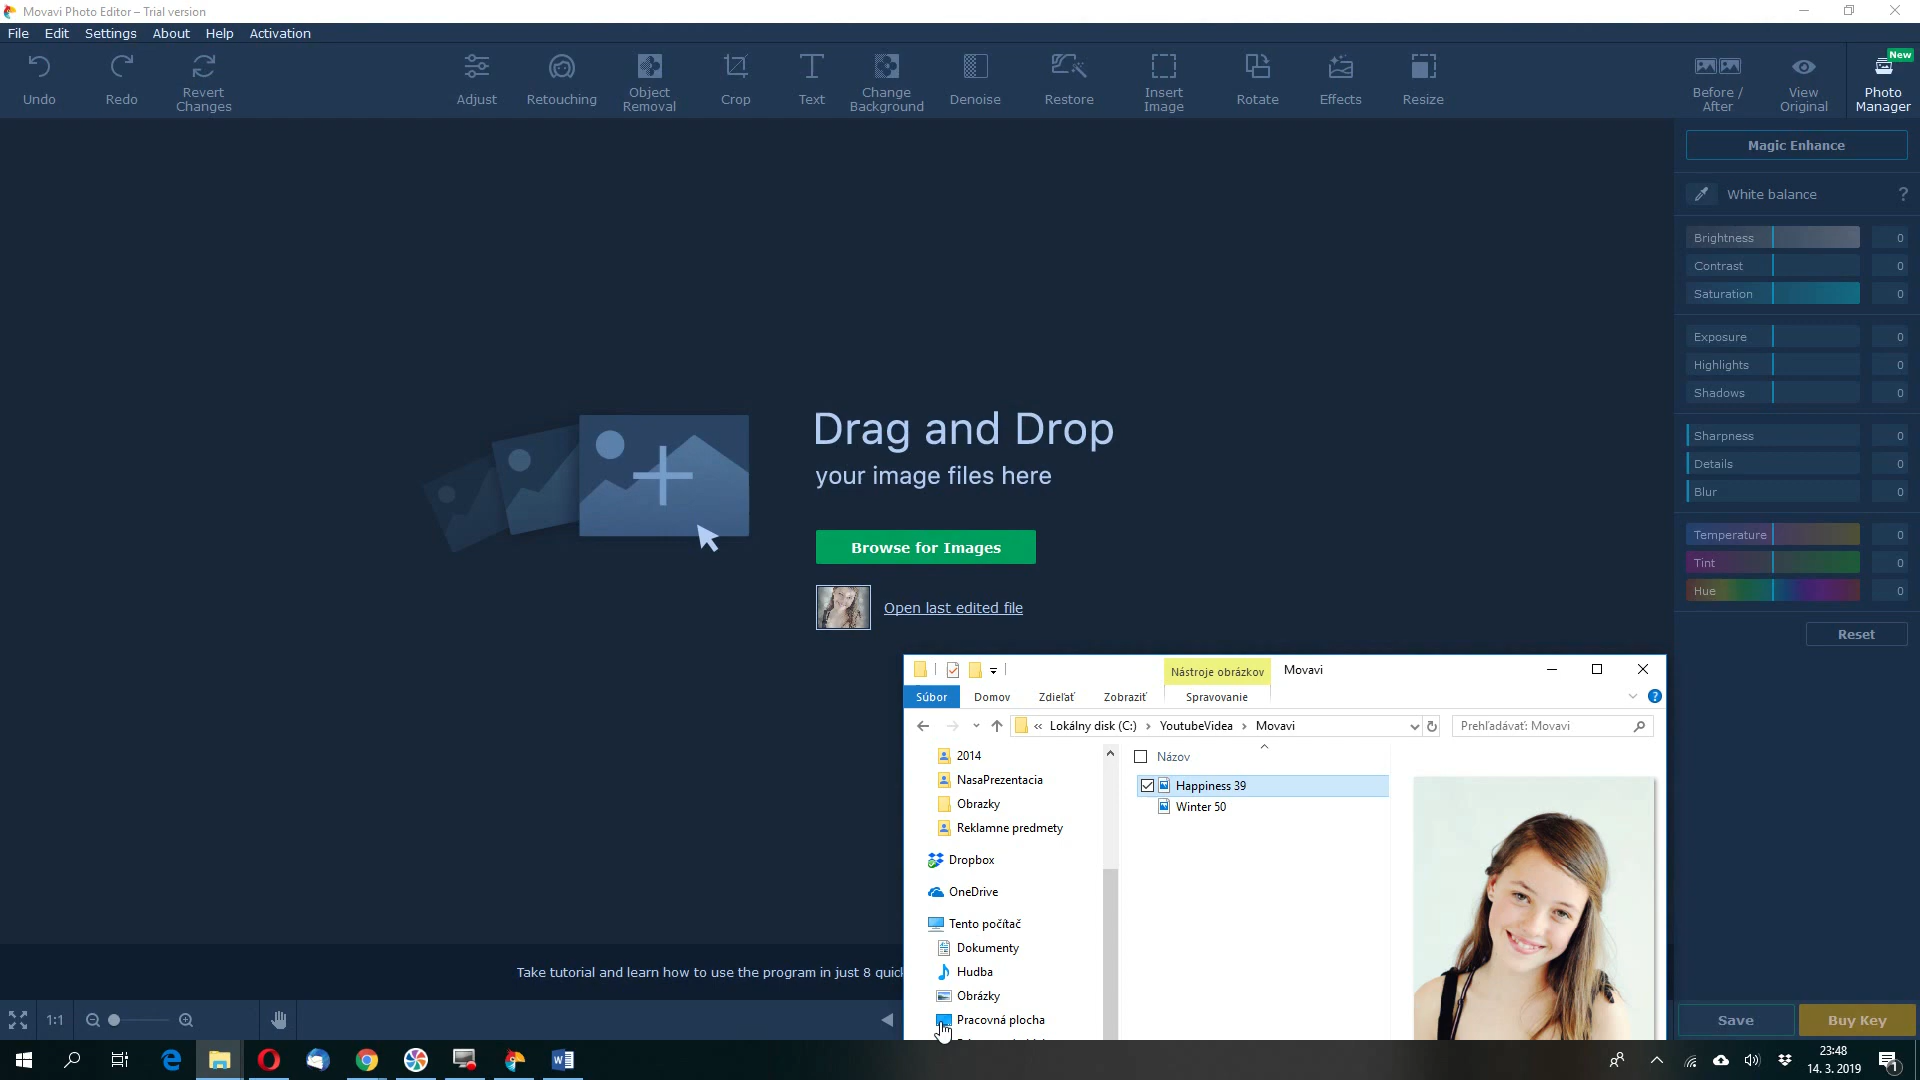 Movavi Photo Editor – Trial version
File Edit Settings About Help Activation
Undo
Redo
Revert Changes
Adjust
Retouching
Object Removal
Crop
Text
Change Background
Denoise
Restore
Insert Image
Rotate
Effects
Resize
Before / After
View Original
New
Photo Manager
Magic Enhance
White balance ?
Brightness 0
Contrast 0
Saturation 0
Exposure 0
Highlights 0
Shadows 0
Sharpness 0
Details 0
Blur 0
Temperature 0
Tint 0
Hue 0
Reset
Drag and Drop
your image files here
Browse for Images
Open last edited file
Nástroje obrázkov Movavi
Súbor Domov Zdieľať Zobraziť Spravovanie
« Lokálny disk (C:) › YoutubeVidea › Movavi
Prehľadávať: Movavi
2014
NasaPrezentacia
Obrazky
Reklamne predmety
Dropbox
OneDrive
Tento počítač
Dokumenty
Hudba
Obrázky
Pracovná plocha
Názov
Happiness 39
Winter 50
Take tutorial and learn how to use the program in just 8
1:1
Save
Buy Key
23:48
14. 3. 2019
1